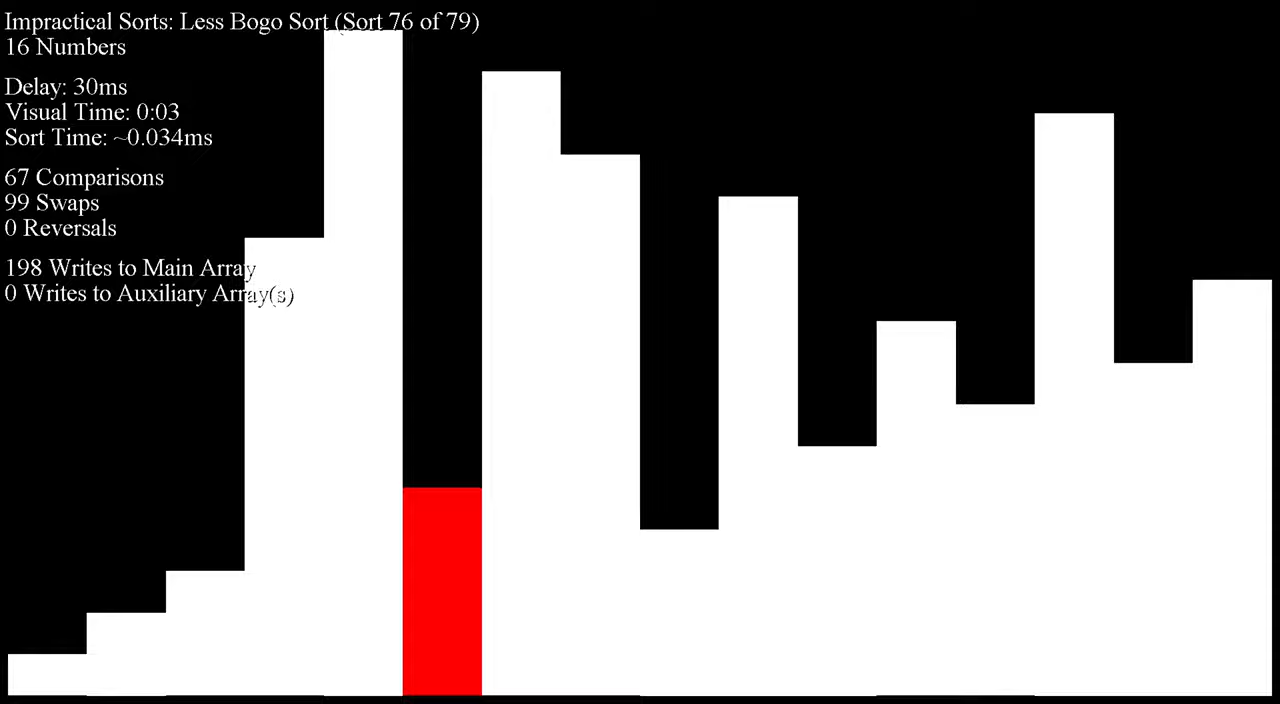 Impractical Sorts: Less Bogo Sort (Sort 76 of 79)
16 Numbers
Delay: 30ms
Visual Time: 0:03
Sort Time: ~0.034ms
67 Comparisons
99 Swaps
0 Reversals
198 Writes to Main Array
0 Writes to Auxiliary Array(s)